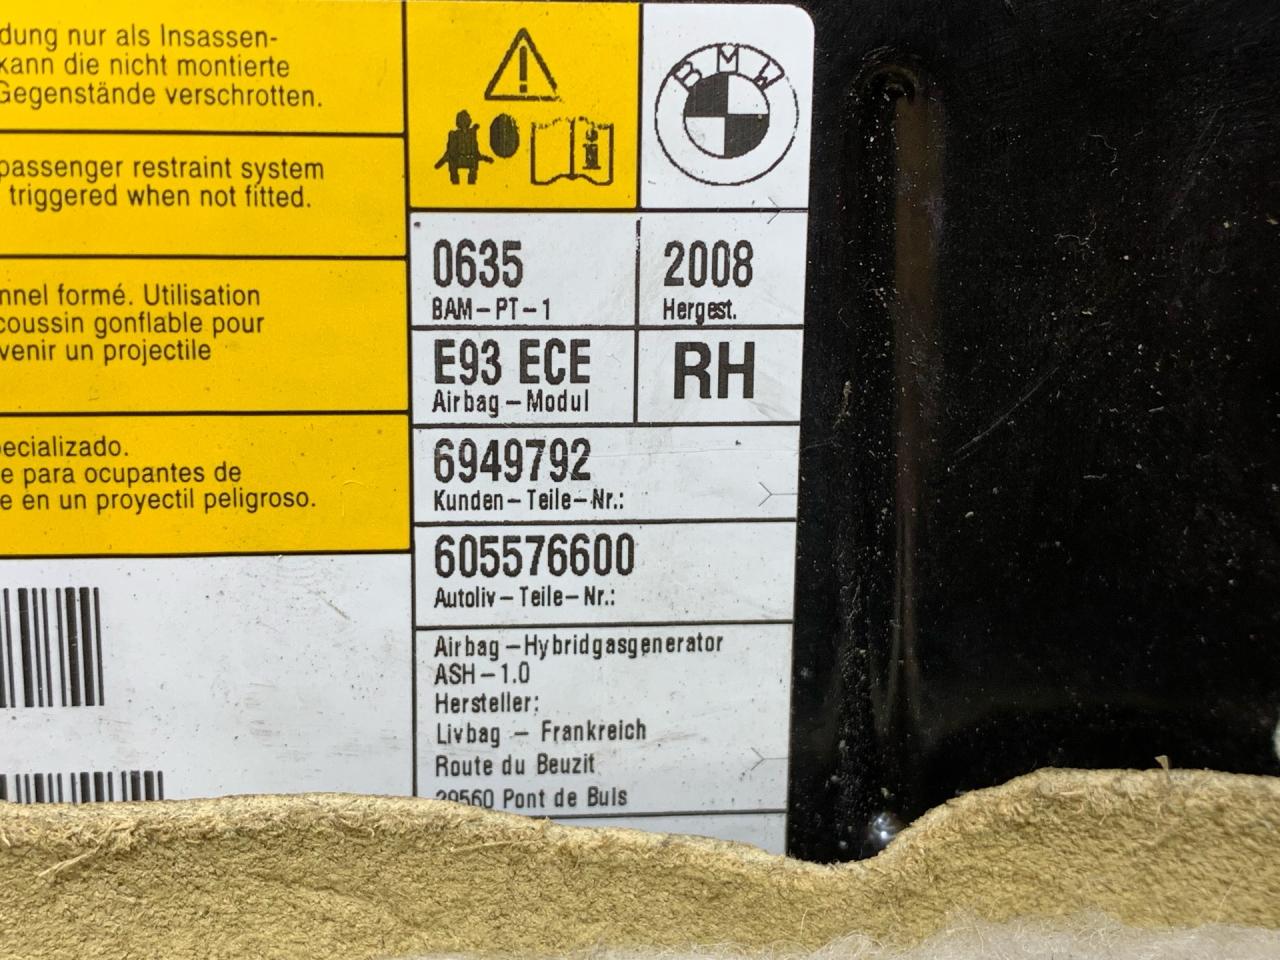 dung nur als Insassen-
kann die nicht montierte
Gegenstände verschrotten.
passenger restraint system
triggered when not fitted.
nnel formé. Utilisation
coussin gonflable pour
venir un projectile
pecializado.
e para ocupantes de
e en un proyectil peligroso.
BMW
0635
BAM-PT-1
2008
Hergest.
E93 ECE
Airbag-Modul
RH
6949792
Kunden-Teile-Nr.:
605576600
Autoliv-Teile-Nr.:
Airbag-Hybridgasgenerator
ASH-1.0
Hersteller:
Livbag - Frankreich
Route du Beuzit
29560 Pont de Buis